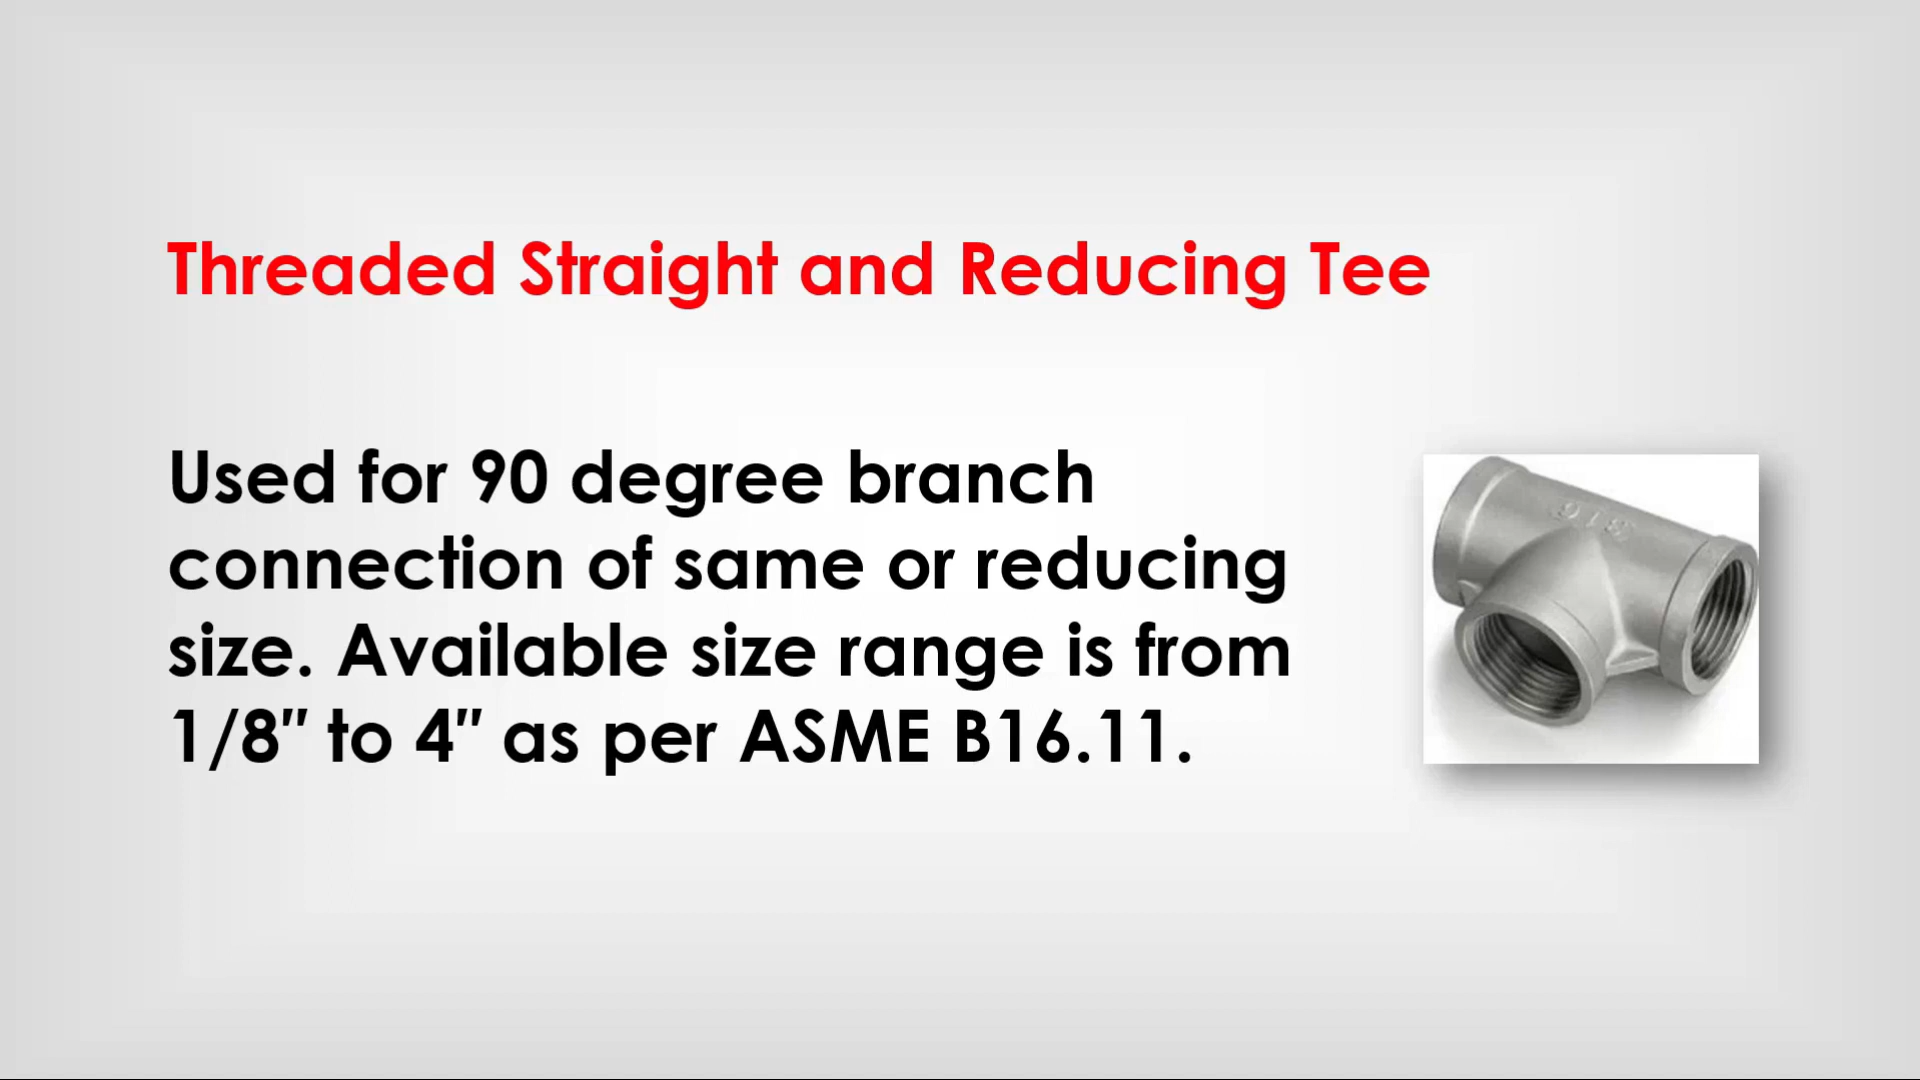 Threaded Straight and Reducing Tee
Used for 90 degree branch
connection of same or reducing
size. Available size range is from
1/8″ to 4″ as per ASME B16.11.
316